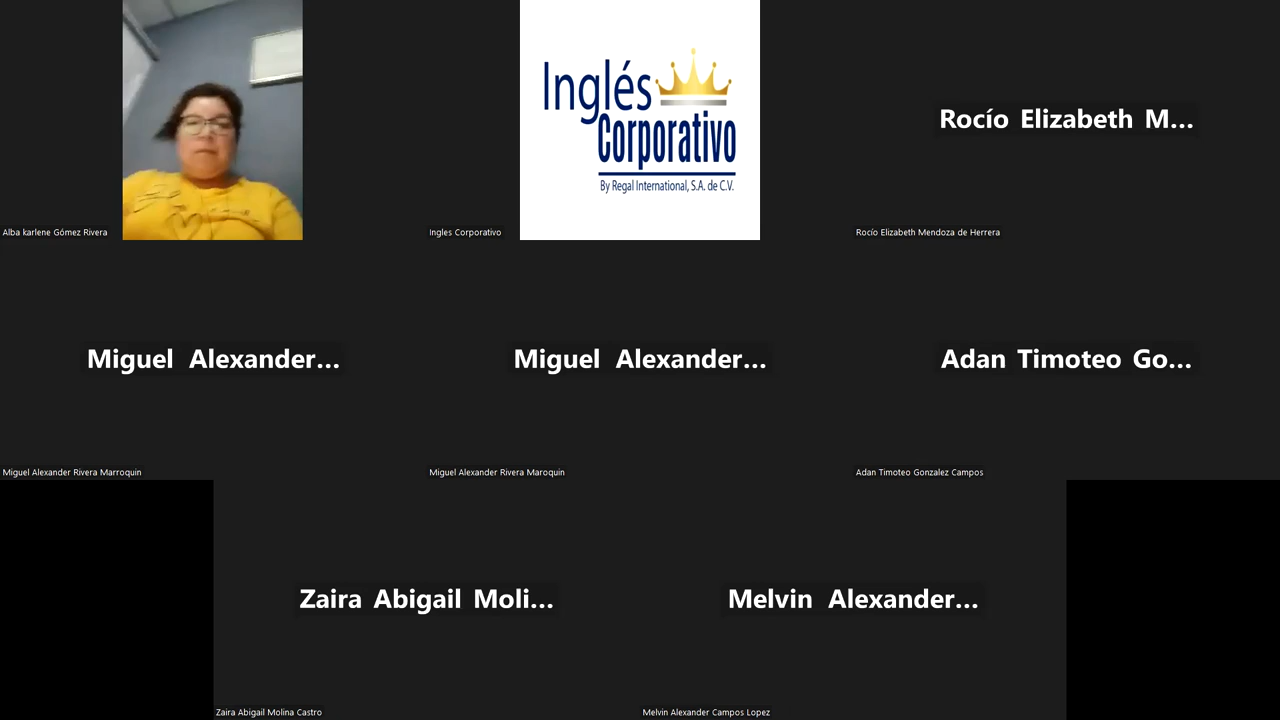 Inglés
Corporativo
By Regal International, S.A. de C.V.
Rocío Elizabeth M...
Alba karlene Gómez Rivera
Ingles Corporativo
Rocío Elizabeth Mendoza de Herrera
Miguel Alexander...
Miguel Alexander...
Adan Timoteo Go...
Miguel Alexander Rivera Marroquin
Miguel Alexander Rivera Maroquin
Adan Timoteo Gonzalez Campos
Zaira Abigail Moli...
Melvin Alexander...
Zaira Abigail Molina Castro
Melvin Alexander Campos Lopez